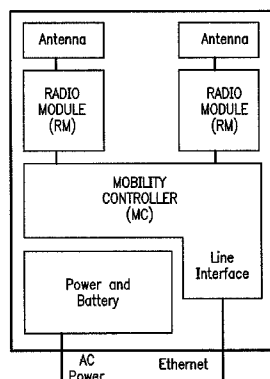 Antenna
Antenna
RADIO
MODULE
(RM)
RADIO
MODULE
(RM)
MOBILITY
CONTROLLER
(MC)
Line
Interface
Power and
Battery
AC
Power
Ethernet